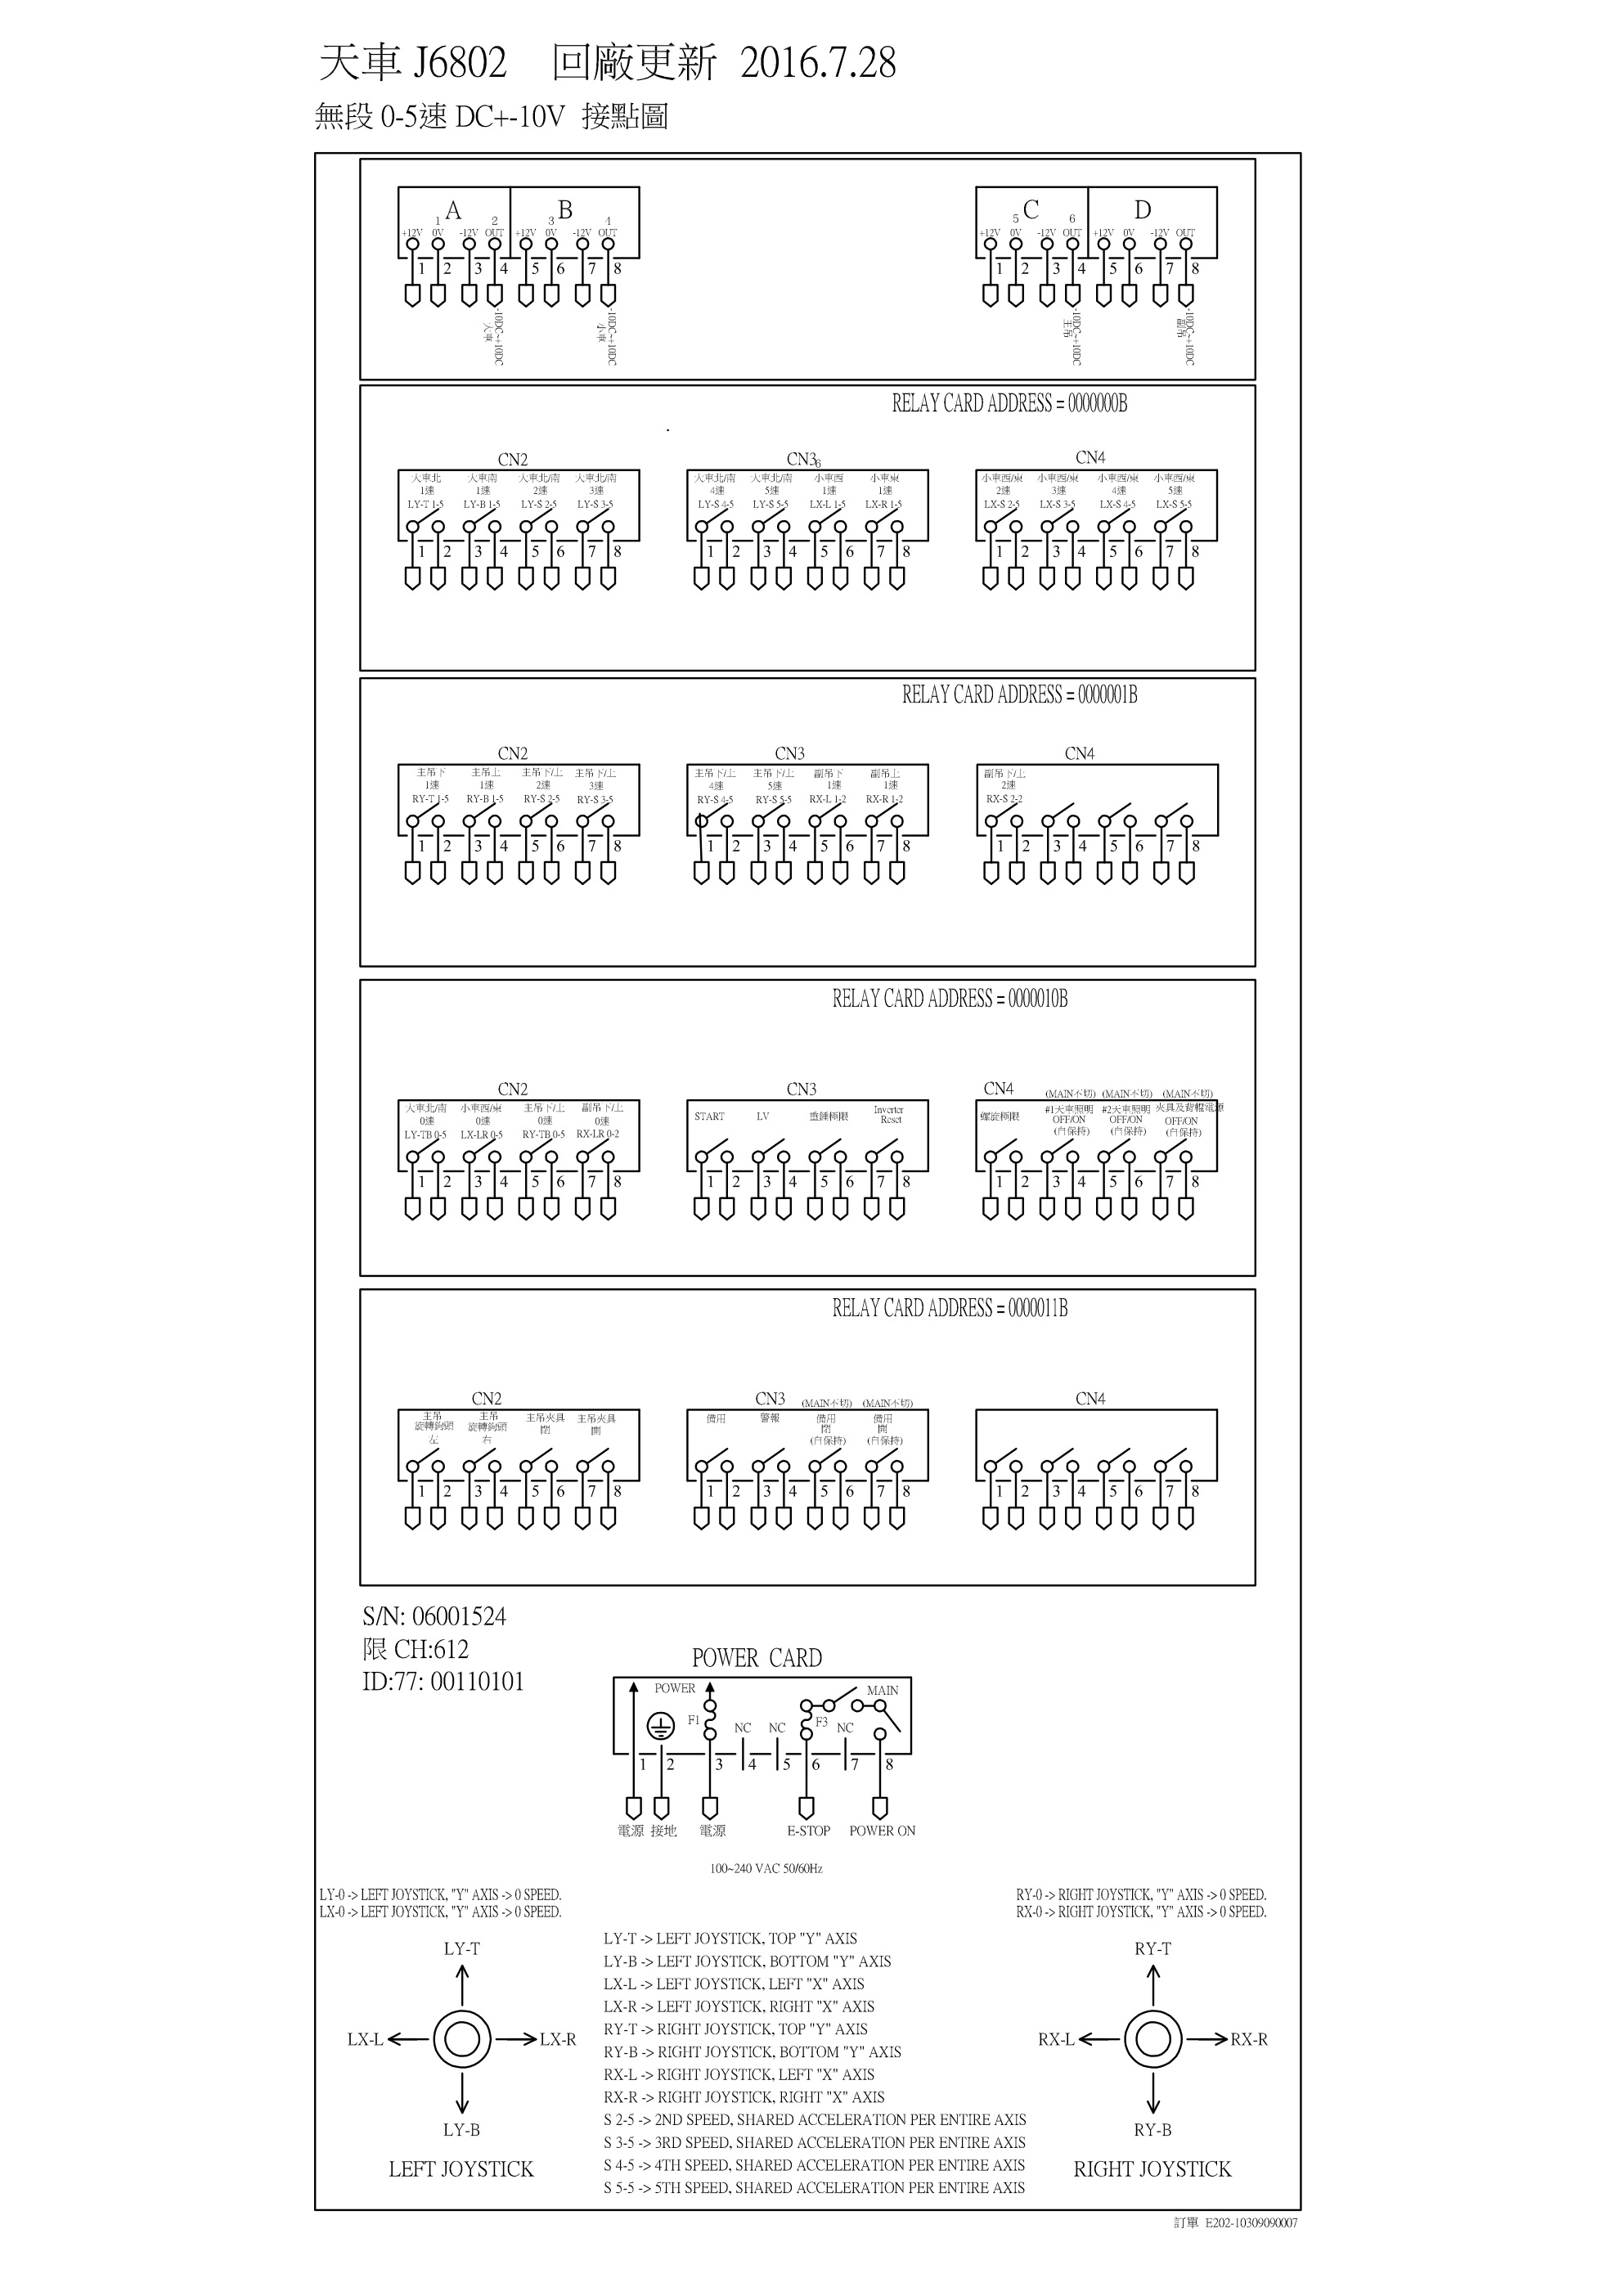 天車 J6802 回廠更新 2016.7.28
無段 0-5速 DC+-10V 接點圖
A B
1 2 3 4
+12V 0V -12V OUT +12V 0V -12V OUT
1 2 3 4 5 6 7 8
-10DC~+10DC
大車
-10DC~+10DC
小車
C D
5 6
+12V 0V -12V OUT +12V 0V -12V OUT
1 2 3 4 5 6 7 8
-10DC~+10DC
主吊
-10DC~+10DC
副吊
RELAY CARD ADDRESS = 0000000B
CN2
大車北 大車南 大車北/南 大車北/南
1速 1速 2速 3速
LY-T 1-5 LY-B 1-5 LY-S 2-5 LY-S 3-5
1 2 3 4 5 6 7 8
CN3
6
大車北/南 大車北/南 小車西 小車東
4速 5速 1速 1速
LY-S 4-5 LY-S 5-5 LX-L 1-5 LX-R 1-5
1 2 3 4 5 6 7 8
CN4
小車西/東 小車西/東 小車西/東 小車西/東
2速 3速 4速 5速
LX-S 2-5 LX-S 3-5 LX-S 4-5 LX-S 5-5
1 2 3 4 5 6 7 8
RELAY CARD ADDRESS = 0000001B
CN2
主吊下 主吊上 主吊下/上 主吊下/上
1速 1速 2速 3速
RY-T 1-5 RY-B 1-5 RY-S 2-5 RY-S 3-5
1 2 3 4 5 6 7 8
CN3
主吊下/上 主吊下/上 副吊下 副吊上
4速 5速 1速 1速
RY-S 4-5 RY-S 5-5 RX-L 1-2 RX-R 1-2
1 2 3 4 5 6 7 8
CN4
副吊下/上
2速
RX-S 2-2
1 2 3 4 5 6 7 8
RELAY CARD ADDRESS = 0000010B
CN2
大車北/南 小車西/東 主吊下/上 副吊下/上
0速 0速 0速 0速
LY-TB 0-5 LX-LR 0-5 RY-TB 0-5 RX-LR 0-2
1 2 3 4 5 6 7 8
CN3
START LV 重錘極限 Inverter
Reset
1 2 3 4 5 6 7 8
CN4 (MAIN不切) (MAIN不切) (MAIN不切)
螺旋極限 #1天車照明 #2天車照明 夾具及背帽電源
OFF/ON OFF/ON OFF/ON
(自保持) (自保持) (自保持)
1 2 3 4 5 6 7 8
RELAY CARD ADDRESS = 0000011B
CN2
主吊 主吊 主吊夾具 主吊夾具
旋轉鉤頭 旋轉鉤頭 閉 開
左 右
1 2 3 4 5 6 7 8
CN3 (MAIN不切) (MAIN不切)
備用 警報 備用 備用
閉 開
(自保持) (自保持)
1 2 3 4 5 6 7 8
CN4
1 2 3 4 5 6 7 8
S/N: 06001524
限 CH:612
ID:77: 00110101
POWER CARD
POWER MAIN
F1 NC NC F3 NC
1 2 3 4 5 6 7 8
電源 接地 電源 E-STOP POWER ON
100~240 VAC 50/60Hz
LY-0 -> LEFT JOYSTICK, "Y" AXIS -> 0 SPEED.
LX-0 -> LEFT JOYSTICK, "Y" AXIS -> 0 SPEED.
RY-0 -> RIGHT JOYSTICK, "Y" AXIS -> 0 SPEED.
RX-0 -> RIGHT JOYSTICK, "Y" AXIS -> 0 SPEED.
LY-T
LX-L LX-R
LY-B
LEFT JOYSTICK
LY-T -> LEFT JOYSTICK, TOP "Y" AXIS
LY-B -> LEFT JOYSTICK, BOTTOM "Y" AXIS
LX-L -> LEFT JOYSTICK, LEFT "X" AXIS
LX-R -> LEFT JOYSTICK, RIGHT "X" AXIS
RY-T -> RIGHT JOYSTICK, TOP "Y" AXIS
RY-B -> RIGHT JOYSTICK, BOTTOM "Y" AXIS
RX-L -> RIGHT JOYSTICK, LEFT "X" AXIS
RX-R -> RIGHT JOYSTICK, RIGHT "X" AXIS
S 2-5 -> 2ND SPEED, SHARED ACCELERATION PER ENTIRE AXIS
S 3-5 -> 3RD SPEED, SHARED ACCELERATION PER ENTIRE AXIS
S 4-5 -> 4TH SPEED, SHARED ACCELERATION PER ENTIRE AXIS
S 5-5 -> 5TH SPEED, SHARED ACCELERATION PER ENTIRE AXIS
RY-T
RX-L RX-R
RY-B
RIGHT JOYSTICK
訂單 E202-10309090007